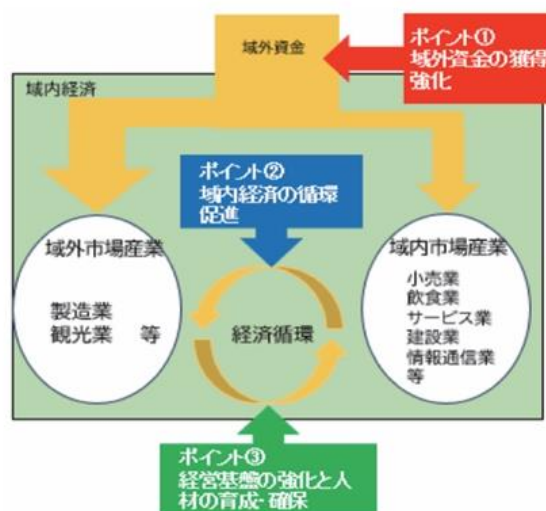 域外資金
ポイント①
域外資金の獲得
強化
域内経済
ポイント②
域内経済の循環
促進
域外市場産業
製造業
観光業 等
経済循環
域内市場産業
小売業
飲食業
サービス業
建設業
情報通信業
等
ポイント③
経営基盤の強化と人
材の育成・確保